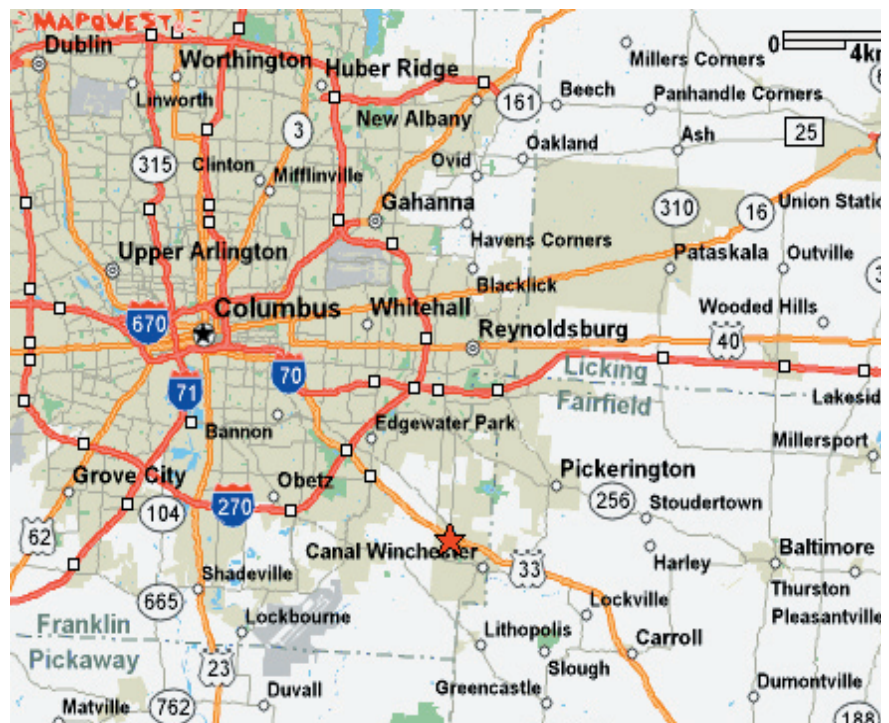 MAPQUEST
Dublin
Worthington
Huber Ridge
Millers Corners
0 4km
Linworth
New Albany
161
Beech
Panhandle Corners
3
315
Clinton
Mifflinville
Ovid
Oakland
Ash
25
Gahanna
310
16
Union Statio
Upper Arlington
Havens Corners
Pataskala
Outville
Blacklick
Columbus
Whitehall
Wooded Hills
670
Reynoldsburg
40
71
70
Licking
Fairfield
Lakesid
Bannon
Edgewater Park
Millersport
Grove City
Obetz
Pickerington
270
256
Stoudertown
104
62
Canal Winchester
33
Harley
Baltimore
Shadeville
Thurston
665
Lockbourne
Lockville
Pleasantville
Franklin
Pickaway
Lithopolis
Carroll
23
Slough
Duvall
Greencastle
Dumontville
Matville
762
188